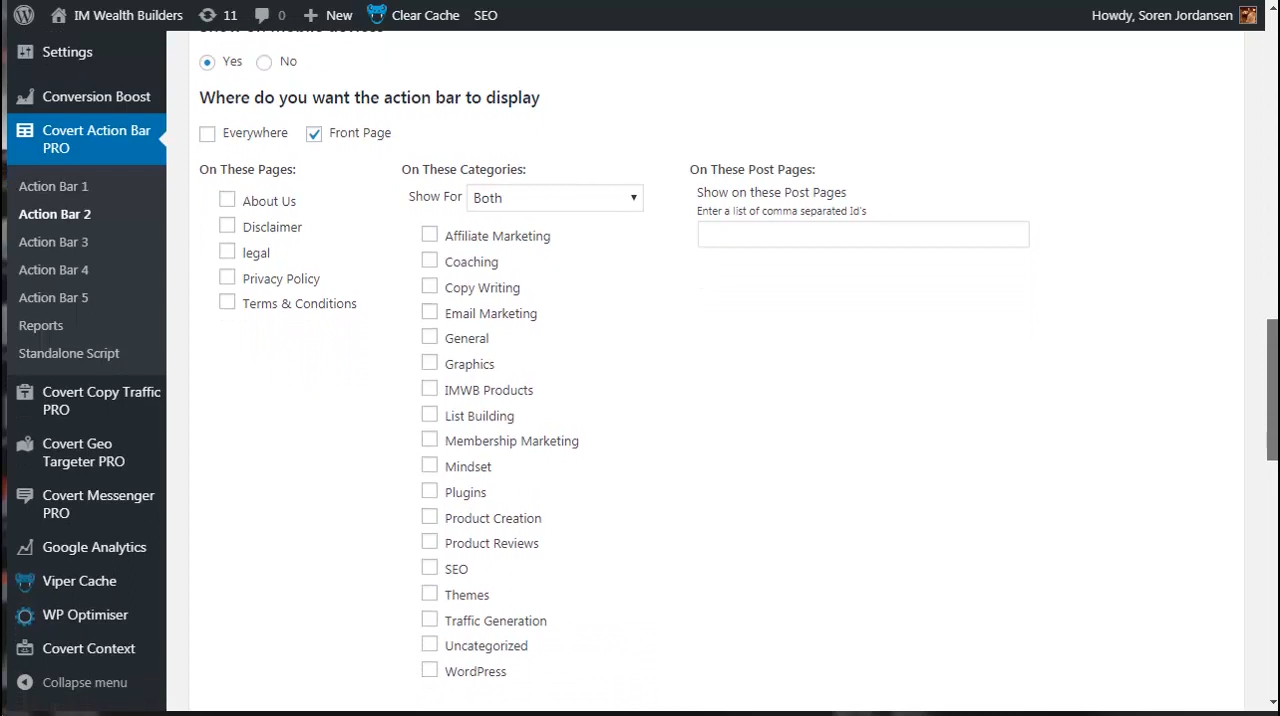 IM Wealth Builders 11 0 New Clear Cache SEO Howdy, Soren Jordansen
Settings
Conversion Boost
Covert Action Bar
PRO
Action Bar 1
Action Bar 2
Action Bar 3
Action Bar 4
Action Bar 5
Reports
Standalone Script
Covert Copy Traffic
PRO
Covert Geo
Targeter PRO
Covert Messenger
PRO
Google Analytics
Viper Cache
WP Optimiser
Covert Context
Collapse menu
Show on mobile devices
Yes No
Where do you want the action bar to display
Everywhere Front Page
On These Pages:
About Us
Disclaimer
legal
Privacy Policy
Terms & Conditions
On These Categories:
Show For Both
Affiliate Marketing
Coaching
Copy Writing
Email Marketing
General
Graphics
IMWB Products
List Building
Membership Marketing
Mindset
Plugins
Product Creation
Product Reviews
SEO
Themes
Traffic Generation
Uncategorized
WordPress
On These Post Pages:
Show on these Post Pages
Enter a list of comma separated Id's